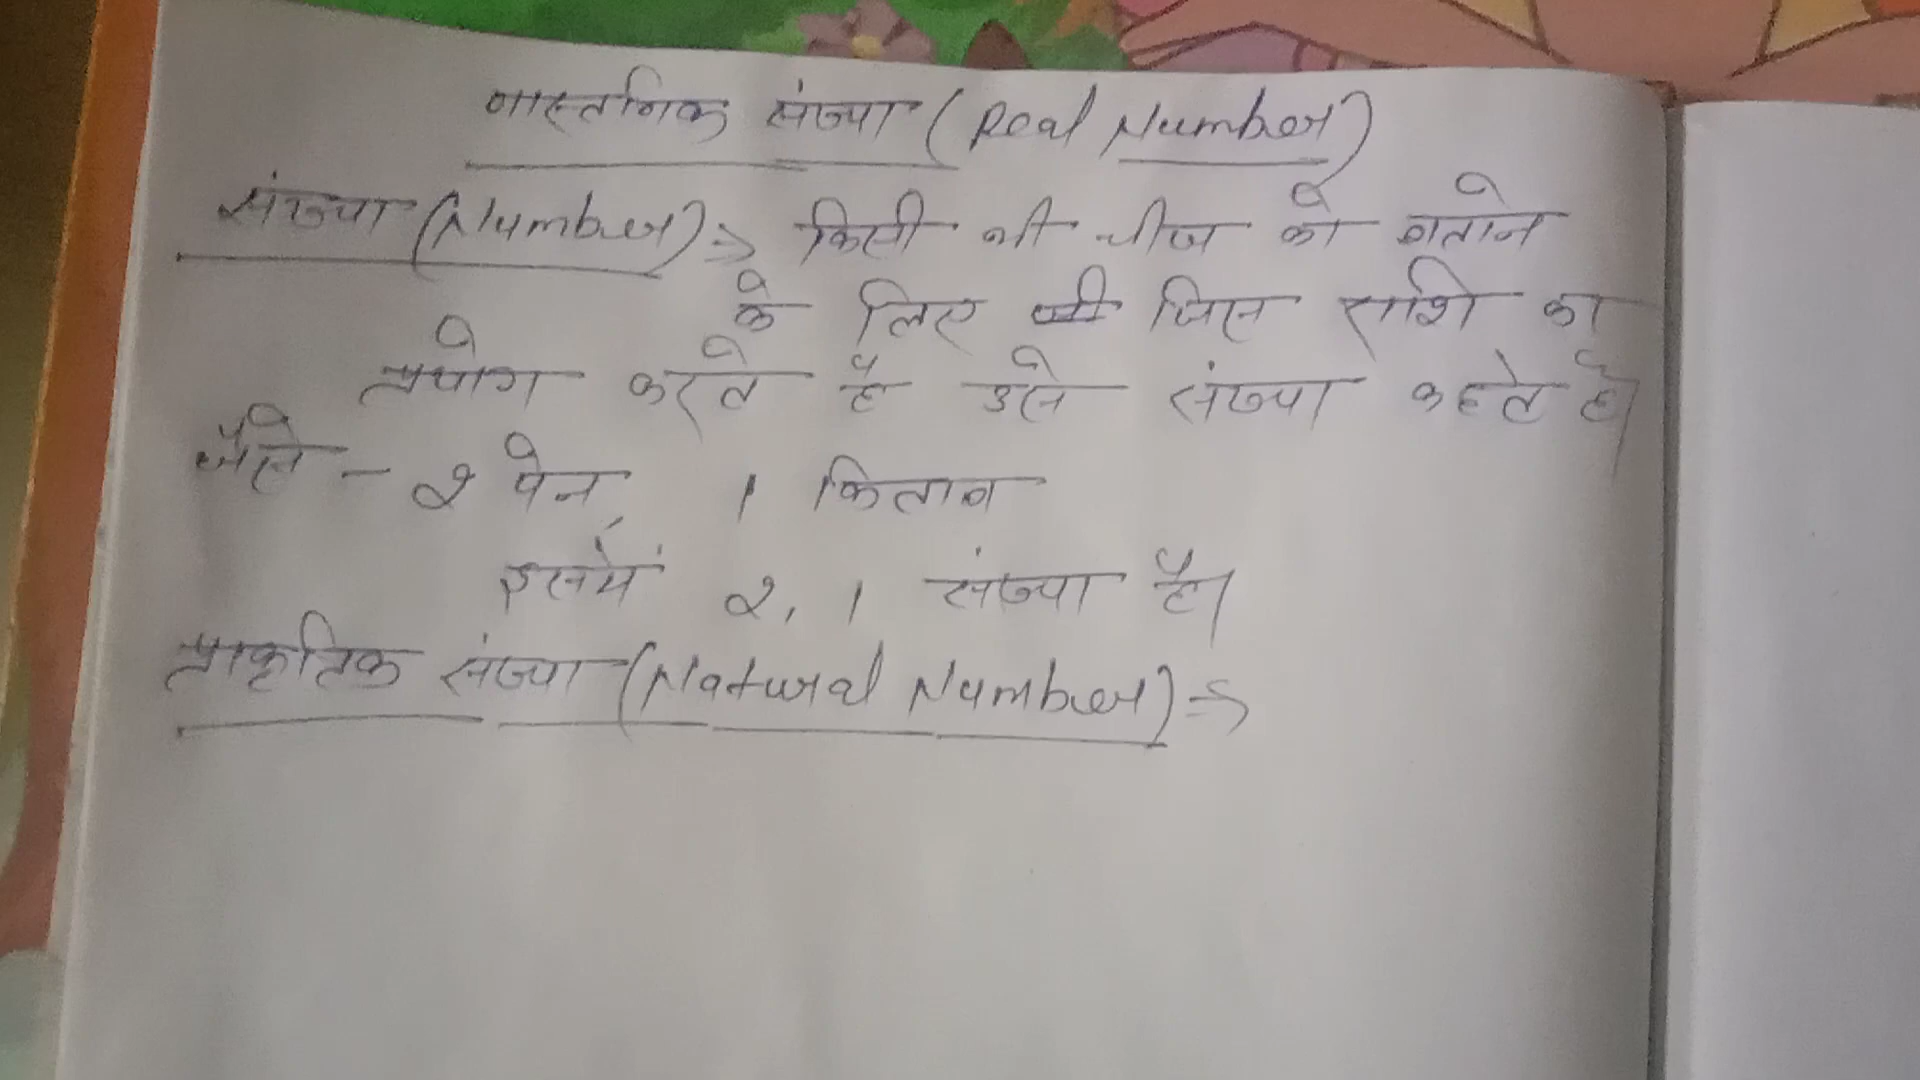 वास्तविक संख्या (Real Number)
संख्या (Number) ⇒ किसी भी चीज को बताने
के लिए जिस राशि का
प्रयोग करते है उसे संख्या कहते है।
जैसे - 2 पेन, 1 किताब
इसमें 2, 1 संख्या है।
प्राकृतिक संख्या (Natural Number) ⇒